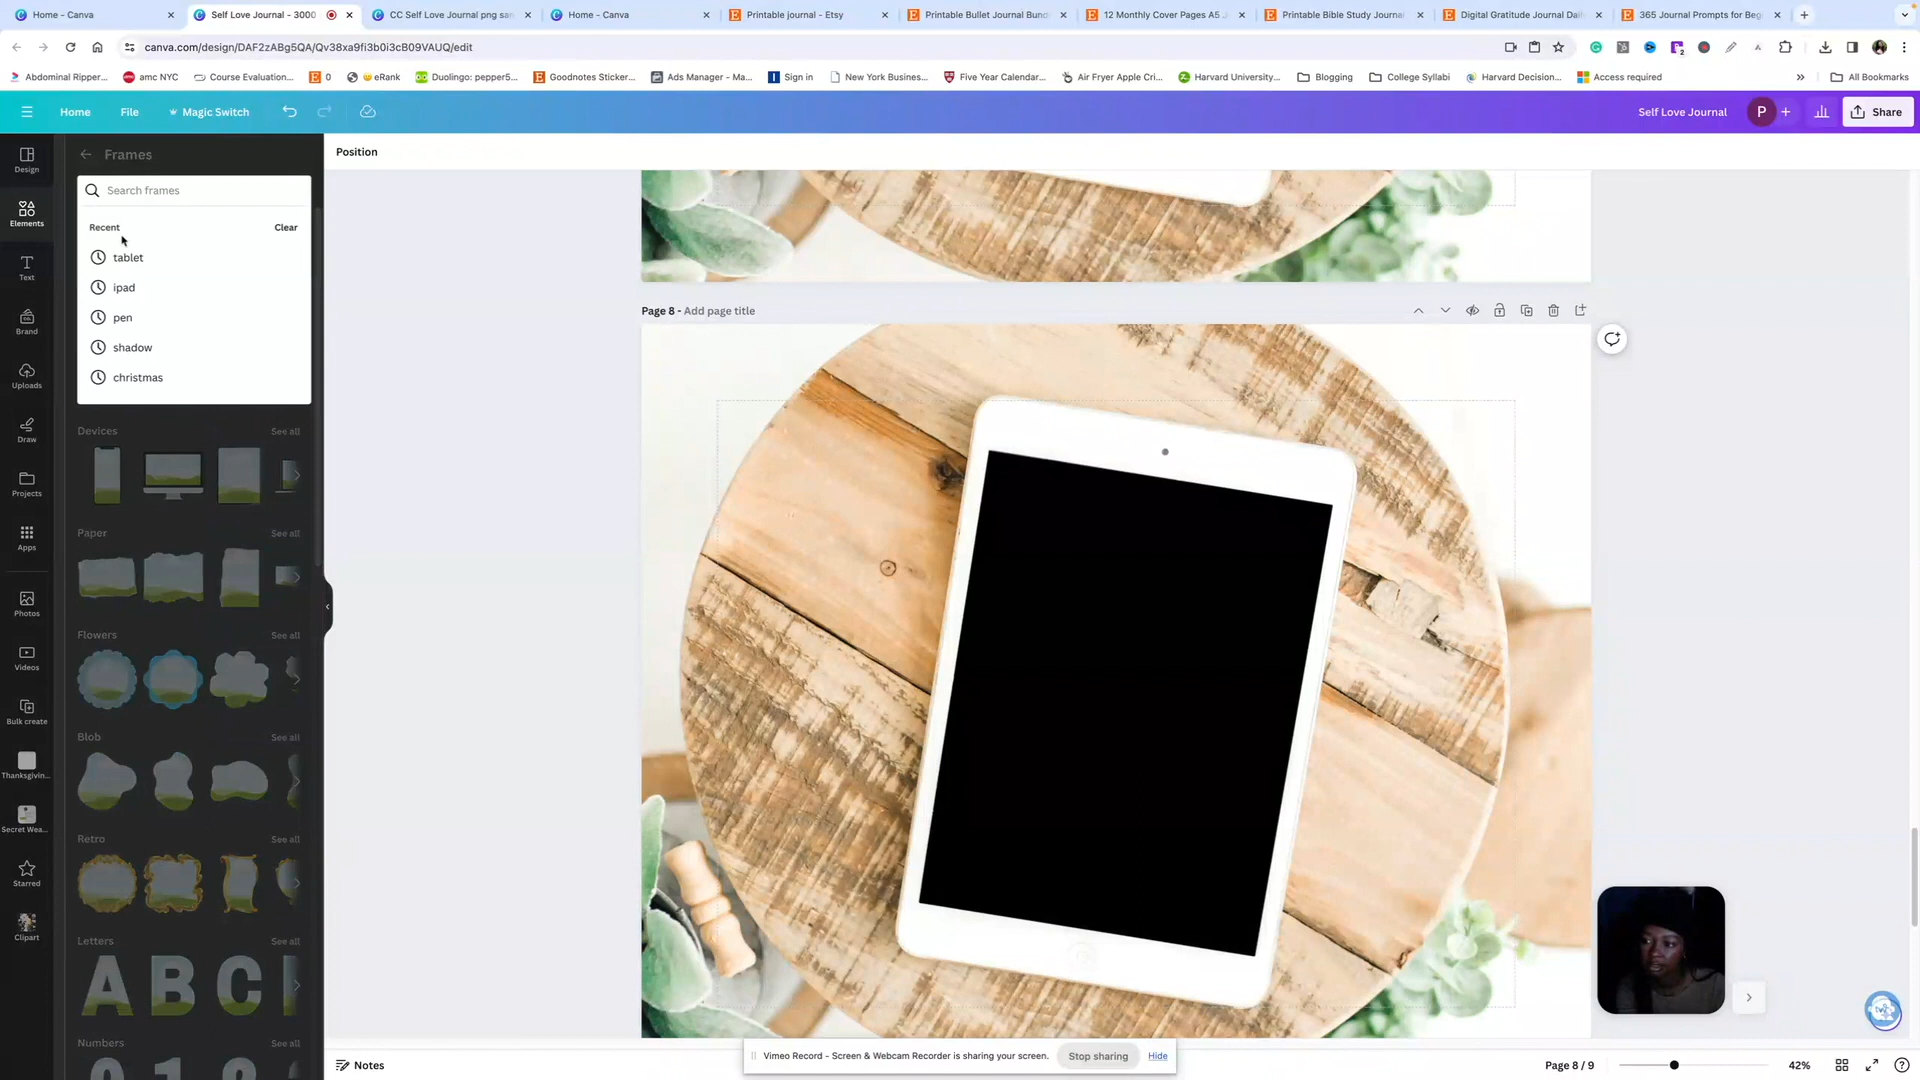 Home - Canva
Self Love Journal - 3000
CC Self Love Journal png sa
Home - Canva
Printable journal - Etsy
Printable Bullet Journal Bund
12 Monthly Cover Pages A5
Printable Bible Study Journal
Digital Gratitude Journal Dail
365 Journal Prompts for Beg
canva.com/design/DAF2zABg5QA/Qv38xa9fi3b0i3cB09VAUQ/edit
Abdominal Ripper...
amc NYC
Course Evaluation...
0
eRank
Duolingo: pepper5...
Goodnotes Sticker...
Ads Manager - Ma...
Sign in
New York Busines...
Five Year Calendar...
Air Fryer Apple Cri...
Harvard University...
Blogging
College Syllabi
Harvard Decision...
Access required
All Bookmarks
Home
File
Magic Switch
Self Love Journal
P
Share
Design
Elements
Text
Brand
Uploads
Draw
Projects
Apps
Photos
Videos
Bulk create
Thanksgivin...
Secret Wea...
Starred
Clipart
Frames
Search frames
Recent
Clear
tablet
ipad
pen
shadow
christmas
Devices
See all
Paper
See all
Flowers
See all
Blob
See all
Retro
See all
Letters
See all
A B C
Numbers
See all
Position
Page 8 - Add page title
Notes
Vimeo Record - Screen & Webcam Recorder is sharing your screen.
Stop sharing
Hide
Page 8 / 9
42%